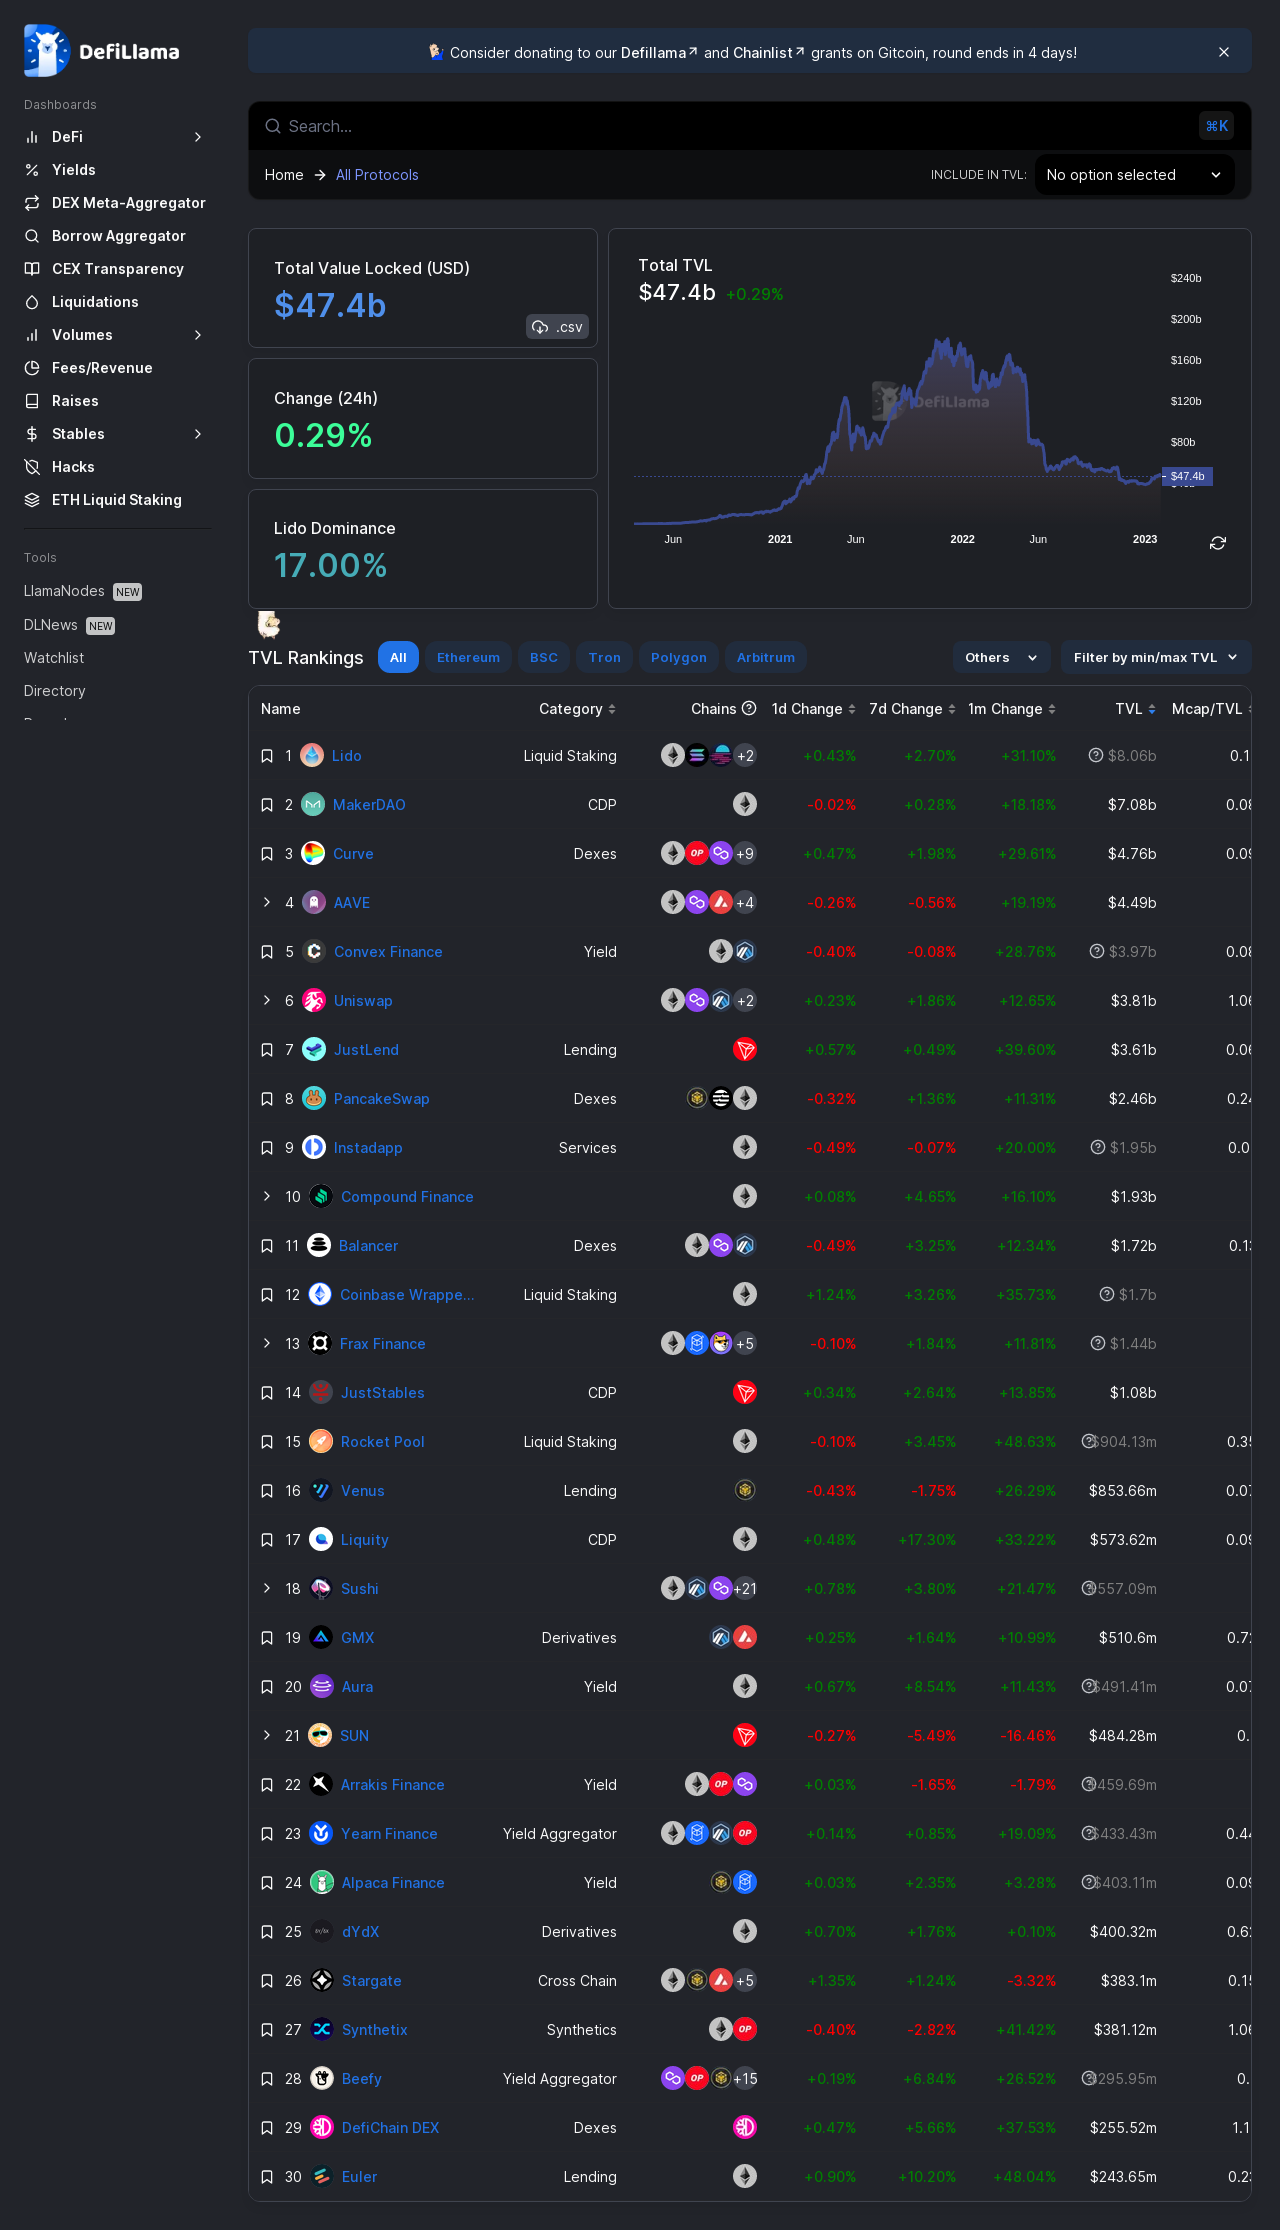 DefiLlama
Consider donating to our Defillama and Chainlist grants on Gitcoin, round ends in 4 days!
Dashboards
DeFi
Yields
DEX Meta-Aggregator
Borrow Aggregator
CEX Transparency
Liquidations
Volumes
Fees/Revenue
Raises
Stables
Hacks
ETH Liquid Staking
Tools
LlamaNodes NEW
DLNews NEW
Watchlist
Directory
Search...
⌘K
Home → All Protocols
INCLUDE IN TVL: No option selected
Total Value Locked (USD)
$47.4b
.csv
Change (24h)
0.29%
Lido Dominance
17.00%
Total TVL
$47.4b +0.29%
DefiLlama
$240b
$200b
$160b
$120b
$80b
$47.4b
Jun 2021 Jun 2022 Jun 2023
TVL Rankings All Ethereum BSC Tron Polygon Arbitrum Others Filter by min/max TVL
Name Category Chains 1d Change 7d Change 1m Change TVL Mcap/TVL
1 Lido Liquid Staking +2 +0.43% +2.70% +31.10% $8.06b 0.1
2 MakerDAO CDP -0.02% +0.28% +18.18% $7.08b 0.08
3 Curve Dexes +9 +0.47% +1.98% +29.61% $4.76b 0.09
4 AAVE +4 -0.26% -0.56% +19.19% $4.49b
5 Convex Finance Yield -0.40% -0.08% +28.76% $3.97b 0.08
6 Uniswap +2 +0.23% +1.86% +12.65% $3.81b 1.06
7 JustLend Lending +0.57% +0.49% +39.60% $3.61b 0.06
8 PancakeSwap Dexes -0.32% +1.36% +11.31% $2.46b 0.24
9 Instadapp Services -0.49% -0.07% +20.00% $1.95b 0.0
10 Compound Finance +0.08% +4.65% +16.10% $1.93b
11 Balancer Dexes -0.49% +3.25% +12.34% $1.72b 0.13
12 Coinbase Wrappe... Liquid Staking +1.24% +3.26% +35.73% $1.7b
13 Frax Finance +5 -0.10% +1.84% +11.81% $1.44b
14 JustStables CDP +0.34% +2.64% +13.85% $1.08b
15 Rocket Pool Liquid Staking -0.10% +3.45% +48.63% $904.13m 0.35
16 Venus Lending -0.43% -1.75% +26.29% $853.66m 0.07
17 Liquity CDP +0.48% +17.30% +33.22% $573.62m 0.09
18 Sushi +21 +0.78% +3.80% +21.47% $557.09m
19 GMX Derivatives +0.25% +1.64% +10.99% $510.6m 0.72
20 Aura Yield +0.67% +8.54% +11.43% $491.41m 0.07
21 SUN -0.27% -5.49% -16.46% $484.28m 0.
22 Arrakis Finance Yield OP +0.03% -1.65% -1.79% $459.69m
23 Yearn Finance Yield Aggregator OP +0.14% +0.85% +19.09% $433.43m 0.44
24 Alpaca Finance Yield +0.03% +2.35% +3.28% $403.11m 0.09
25 dYdX Derivatives +0.70% +1.76% +0.10% $400.32m 0.62
26 Stargate Cross Chain +5 +1.35% +1.24% -3.32% $383.1m 0.15
27 Synthetix Synthetics OP -0.40% -2.82% +41.42% $381.12m 1.06
28 Beefy Yield Aggregator OP +15 +0.19% +6.84% +26.52% $295.95m 0.
29 DefiChain DEX Dexes +0.47% +5.66% +37.53% $255.52m 1.1
30 Euler Lending +0.90% +10.20% +48.04% $243.65m 0.23